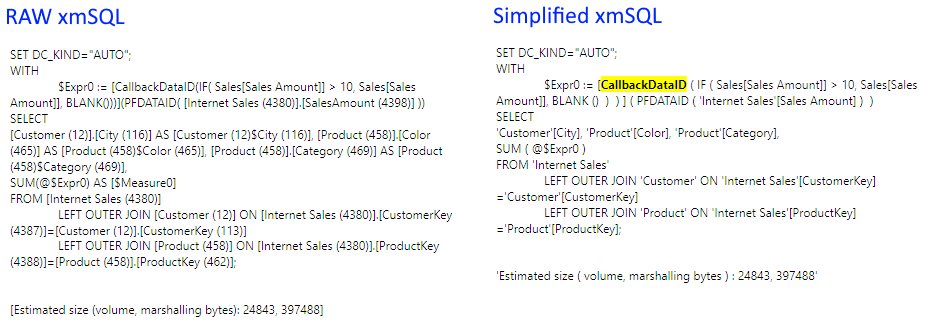 RAW xmSQL
SET DC_KIND="AUTO";
WITH
$Expr0 := [CallbackDataID(IF( Sales[Sales Amount]] > 10, Sales[Sales
Amount]], BLANK()))](PFDATAID( [Internet Sales (4380)].[SalesAmount (4398)] ))
SELECT
[Customer (12)].[City (116)] AS [Customer (12)$City (116)], [Product (458)].[Color
(465)] AS [Product (458)$Color (465)], [Product (458)].[Category (469)] AS [Product
(458)$Category (469)],
SUM(@$Expr0) AS [$Measure0]
FROM [Internet Sales (4380)]
LEFT OUTER JOIN [Customer (12)] ON [Internet Sales (4380)].[CustomerKey
(4387)]=[Customer (12)].[CustomerKey (113)]
LEFT OUTER JOIN [Product (458)] ON [Internet Sales (4380)].[ProductKey
(4388)]=[Product (458)].[ProductKey (462)];
[Estimated size (volume, marshalling bytes): 24843, 397488]
Simplified xmSQL
SET DC_KIND="AUTO";
WITH
$Expr0 := [CallbackDataID ( IF ( Sales[Sales Amount]] > 10, Sales[Sales
Amount]], BLANK ()  )  ) ] ( PFDATAID ( 'Internet Sales'[Sales Amount] )  )
SELECT
'Customer'[City], 'Product'[Color], 'Product'[Category],
SUM ( @$Expr0 )
FROM 'Internet Sales'
LEFT OUTER JOIN 'Customer' ON 'Internet Sales'[CustomerKey]
='Customer'[CustomerKey]
LEFT OUTER JOIN 'Product' ON 'Internet Sales'[ProductKey]
='Product'[ProductKey];
'Estimated size ( volume, marshalling bytes ) : 24843, 397488'